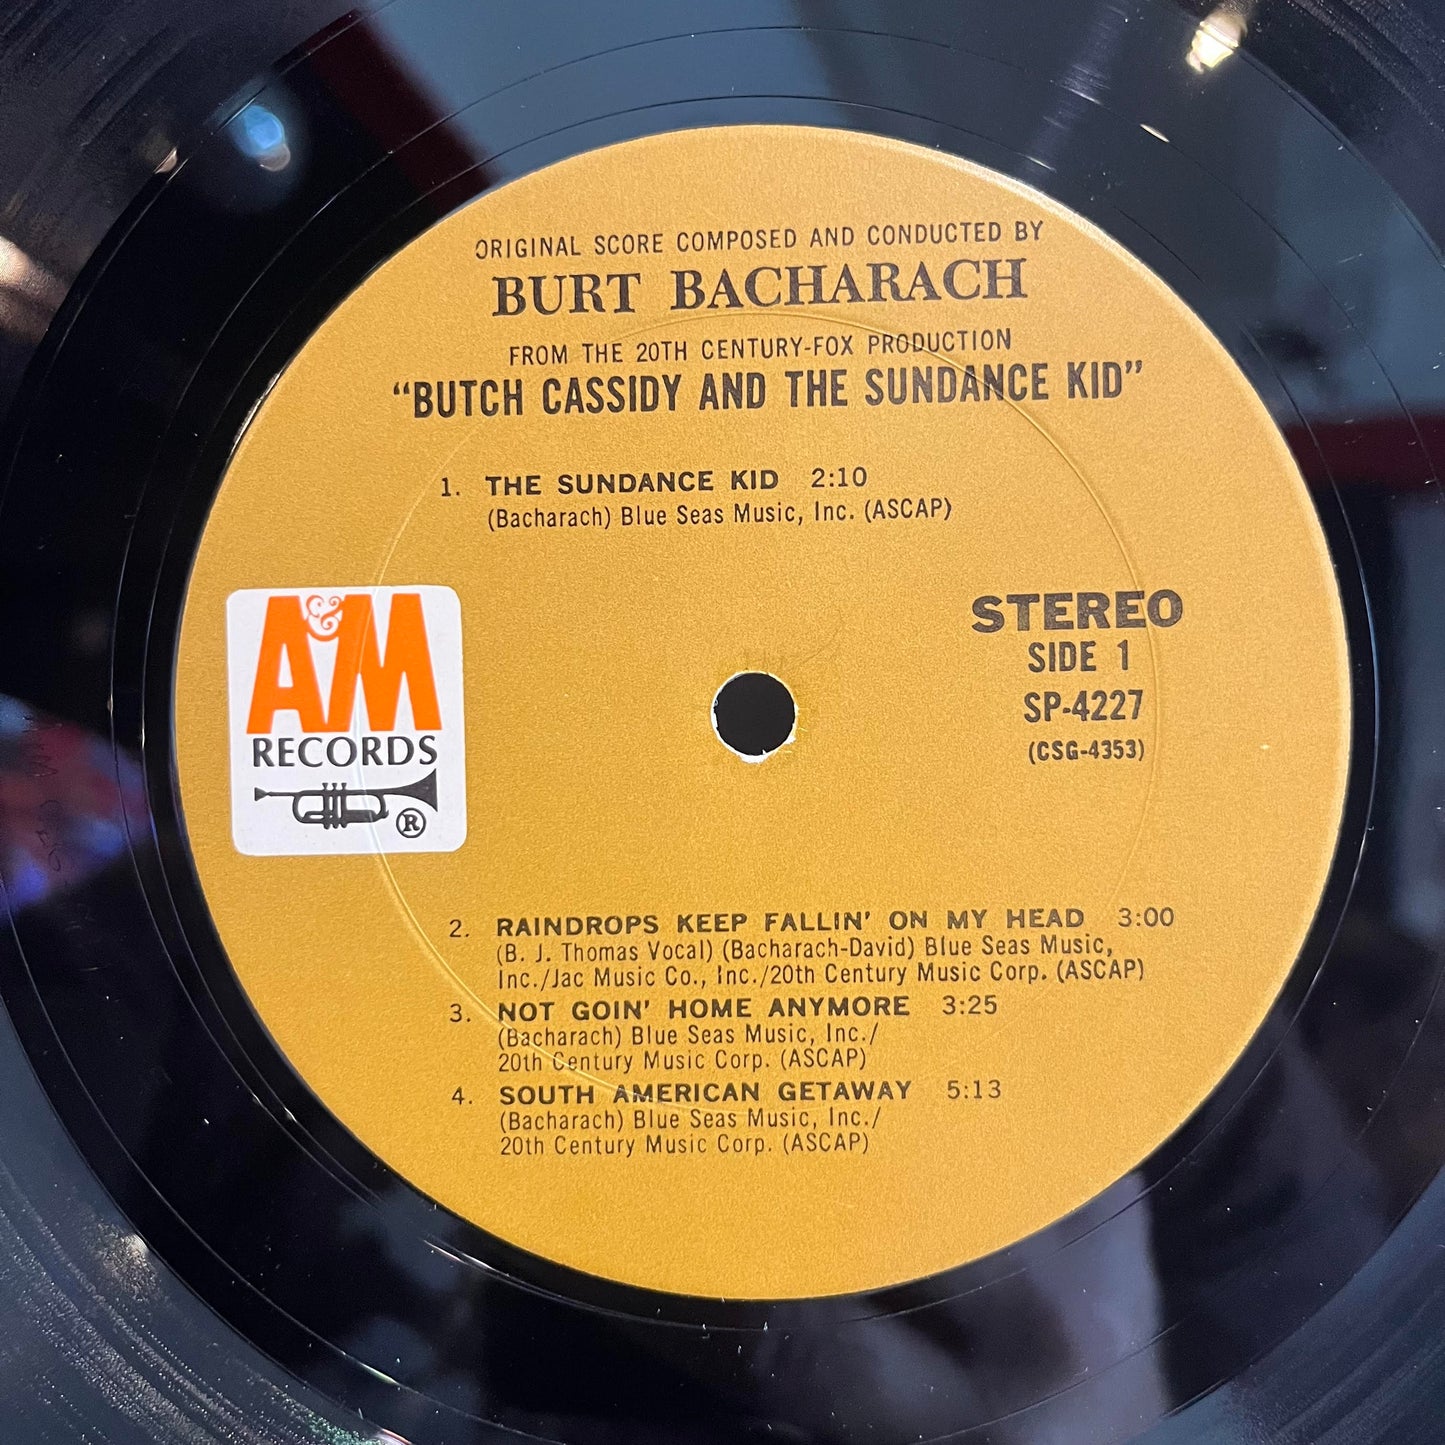 ORIGINAL SCORE COMPOSED AND CONDUCTED BY
BURT BACHARACH
FROM THE 20TH CENTURY-FOX PRODUCTION
"BUTCH CASSIDY AND THE SUNDANCE KID"
1. THE SUNDANCE KID 2:10
(Bacharach) Blue Seas Music, Inc. (ASCAP)
A&M
RECORDS
®
STEREO
SIDE 1
SP-4227
(CSG-4353)
2. RAINDROPS KEEP FALLIN' ON MY HEAD 3:00
(B. J. Thomas Vocal) (Bacharach-David) Blue Seas Music,
Inc./Jac Music Co., Inc./20th Century Music Corp. (ASCAP)
3. NOT GOIN' HOME ANYMORE 3:25
(Bacharach) Blue Seas Music, Inc./
20th Century Music Corp. (ASCAP)
4. SOUTH AMERICAN GETAWAY 5:13
(Bacharach) Blue Seas Music, Inc./
20th Century Music Corp. (ASCAP)